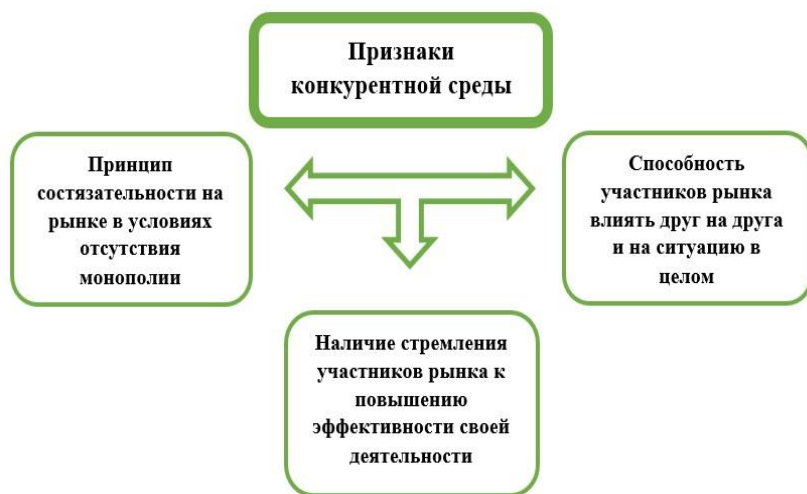 Признаки
конкурентной среды
Принцип
состязательности на
рынке в условиях
отсутствия
монополии
Способность
участников рынка
влиять друг на друга
и на ситуацию в
целом
Наличие стремления
участников рынка к
повышению
эффективности своей
деятельности